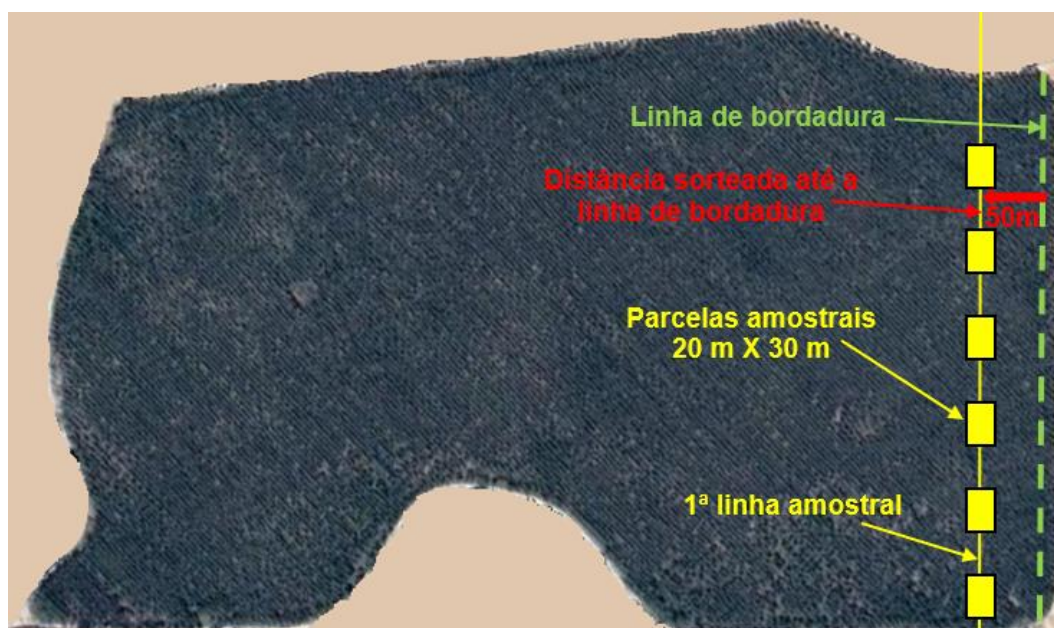 Linha de bordadura
Distância sorteada até a
linha de bordadura
50m
Parcelas amostrais
20 m X 30 m
1ª linha amostral